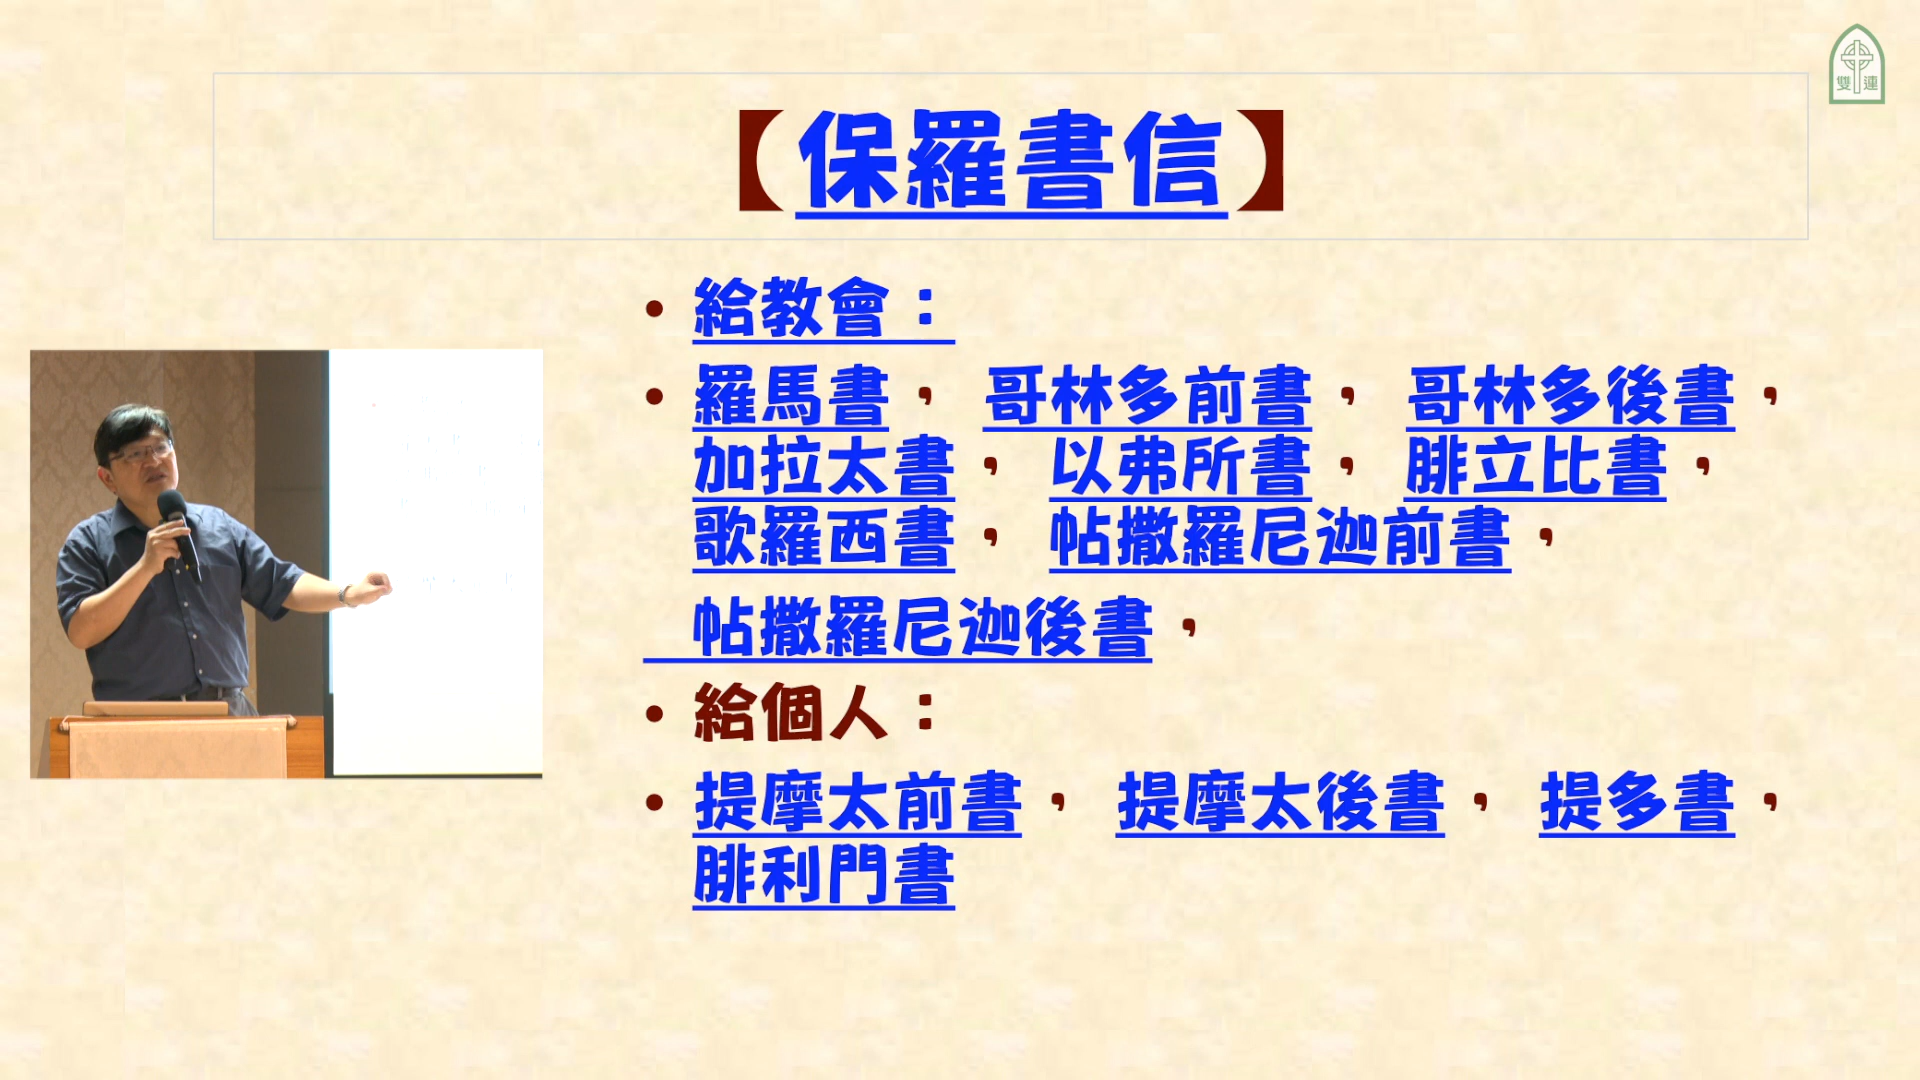 雙連
【保羅書信】
• 給教會：
• 羅馬書， 哥林多前書， 哥林多後書，
加拉太書， 以弗所書， 腓立比書，
歌羅西書， 帖撒羅尼迦前書，
帖撒羅尼迦後書，
• 給個人：
• 提摩太前書， 提摩太後書， 提多書，
腓利門書